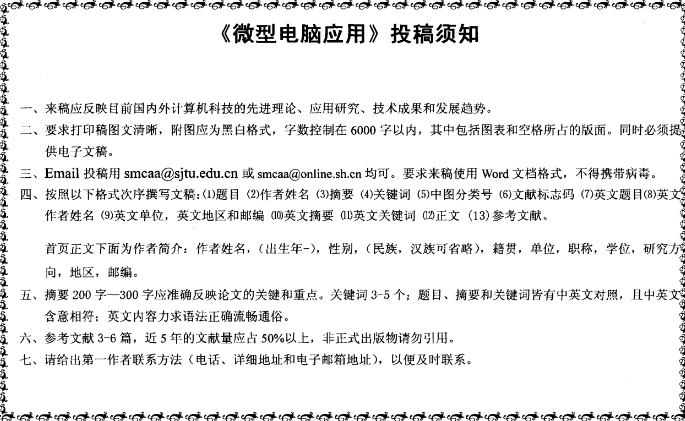 《微型电脑应用》投稿须知
一、来稿应反映目前国内外计算机科技的先进理论、应用研究、技术成果和发展趋势。
二、要求打印稿图文清晰，附图应为黑白格式，字数控制在 6000 字以内，其中包括图表和空格所占的版面。同时必须提
供电子文稿。
三、Email 投稿用 smcaa@sjtu.edu.cn 或 smcaa@online.sh.cn 均可。要求来稿使用 Word 文档格式，不得携带病毒。
四、按照以下格式次序撰写文稿：⑴题目 ⑵作者姓名 ⑶摘要 ⑷关键词 ⑸中图分类号 ⑹文献标志码 ⑺英文题目⑻英文
作者姓名 ⑼英文单位，英文地区和邮编 ⑽英文摘要 ⑾英文关键词 ⑿正文 (13)参考文献。
首页正文下面为作者简介：作者姓名，（出生年-），性别，（民族，汉族可省略），籍贯，单位，职称，学位，研究方
向，地区，邮编。
五、摘要 200 字—300 字应准确反映论文的关键和重点。关键词 3-5 个；题目、摘要和关键词皆有中英文对照，且中英文
含意相符；英文内容力求语法正确流畅通俗。
六、参考文献 3-6 篇，近 5 年的文献量应占 50%以上，非正式出版物请勿引用。
七、请给出第一作者联系方法（电话、详细地址和电子邮箱地址），以便及时联系。